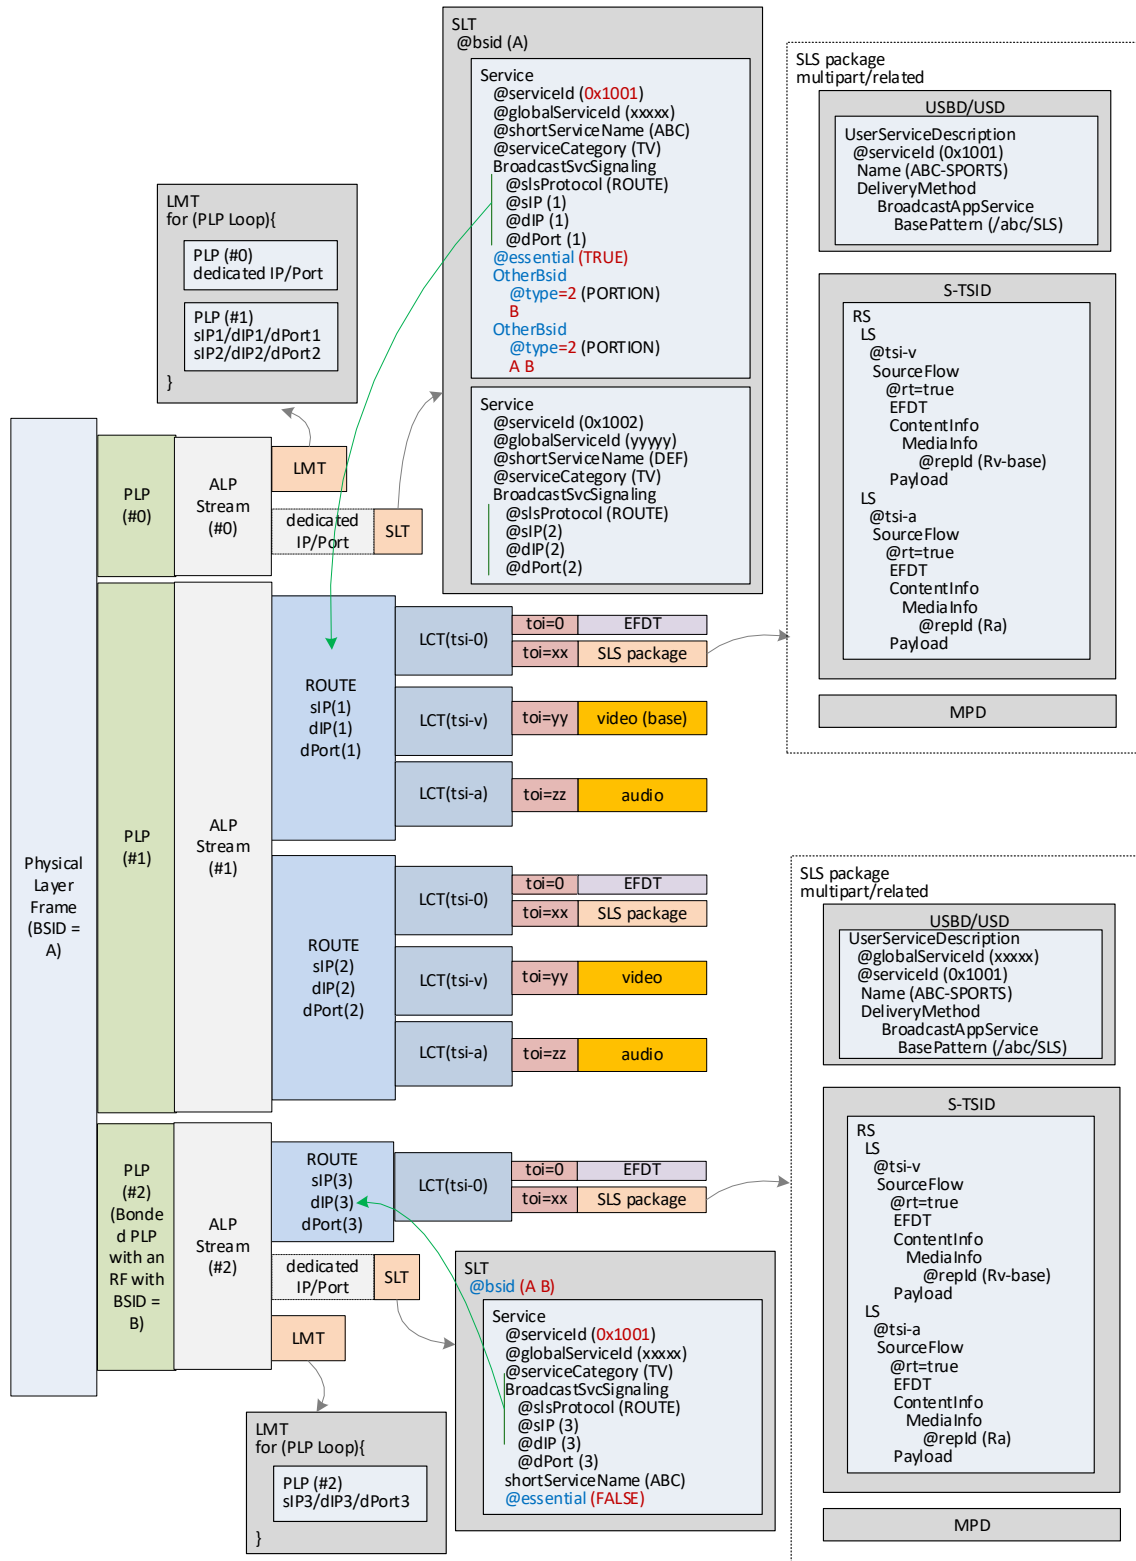 SLT
@bsid (A)
Service
@serviceId (0x1001)
@globalServiceId (xxxxx)
@shortServiceName (ABC)
@serviceCategory (TV)
BroadcastSvcSignaling
@slsProtocol (ROUTE)
@sIP (1)
@dIP (1)
@dPort (1)
@essential (TRUE)
OtherBsid
@type=2 (PORTION)
B
OtherBsid
@type=2 (PORTION)
A B
Service
@serviceId (0x1002)
@globalServiceId (yyyyy)
@shortServiceName (DEF)
@serviceCategory (TV)
BroadcastSvcSignaling
@slsProtocol (ROUTE)
@sIP(2)
@dIP(2)
@dPort(2)
SLS package
multipart/related
USBD/USD
UserServiceDescription
@serviceId (0x1001)
Name (ABC-SPORTS)
DeliveryMethod
BroadcastAppService
BasePattern (/abc/SLS)
S-TSID
RS
LS
@tsi-v
SourceFlow
@rt=true
EFDT
ContentInfo
MediaInfo
@repId (Rv-base)
Payload
LS
@tsi-a
SourceFlow
@rt=true
EFDT
ContentInfo
MediaInfo
@repId (Ra)
Payload
MPD
LMT
for (PLP Loop){
PLP (#0)
dedicated IP/Port
PLP (#1)
sIP1/dIP1/dPort1
sIP2/dIP2/dPort2
}
Physical
Layer
Frame
(BSID =
A)
PLP
(#0)
ALP
Stream
(#0)
LMT
dedicated
IP/Port
SLT
PLP
(#1)
ALP
Stream
(#1)
ROUTE
sIP(1)
dIP(1)
dPort(1)
LCT(tsi-0)
toi=0
EFDT
toi=xx
SLS package
LCT(tsi-v)
toi=yy
video (base)
LCT(tsi-a)
toi=zz
audio
ROUTE
sIP(2)
dIP(2)
dPort(2)
LCT(tsi-0)
toi=0
EFDT
toi=xx
SLS package
LCT(tsi-v)
toi=yy
video
LCT(tsi-a)
toi=zz
audio
PLP
(#2)
(Bonde
d PLP
with an
RF with
BSID =
B)
ALP
Stream
(#2)
ROUTE
sIP(3)
dIP(3)
dPort(3)
LCT(tsi-0)
toi=0
EFDT
toi=xx
SLS package
dedicated
IP/Port
SLT
LMT
LMT
for (PLP Loop){
PLP (#2)
sIP3/dIP3/dPort3
}
SLT
@bsid (A B)
Service
@serviceId (0x1001)
@globalServiceId (xxxxx)
@serviceCategory (TV)
BroadcastSvcSignaling
@slsProtocol (ROUTE)
@sIP (3)
@dIP (3)
@dPort (3)
shortServiceName (ABC)
@essential (FALSE)
SLS package
multipart/related
USBD/USD
UserServiceDescription
@globalServiceId (xxxxx)
@serviceId (0x1001)
Name (ABC-SPORTS)
DeliveryMethod
BroadcastAppService
BasePattern (/abc/SLS)
S-TSID
RS
LS
@tsi-v
SourceFlow
@rt=true
EFDT
ContentInfo
MediaInfo
@repId (Rv-base)
Payload
LS
@tsi-a
SourceFlow
@rt=true
EFDT
ContentInfo
MediaInfo
@repId (Ra)
Payload
MPD